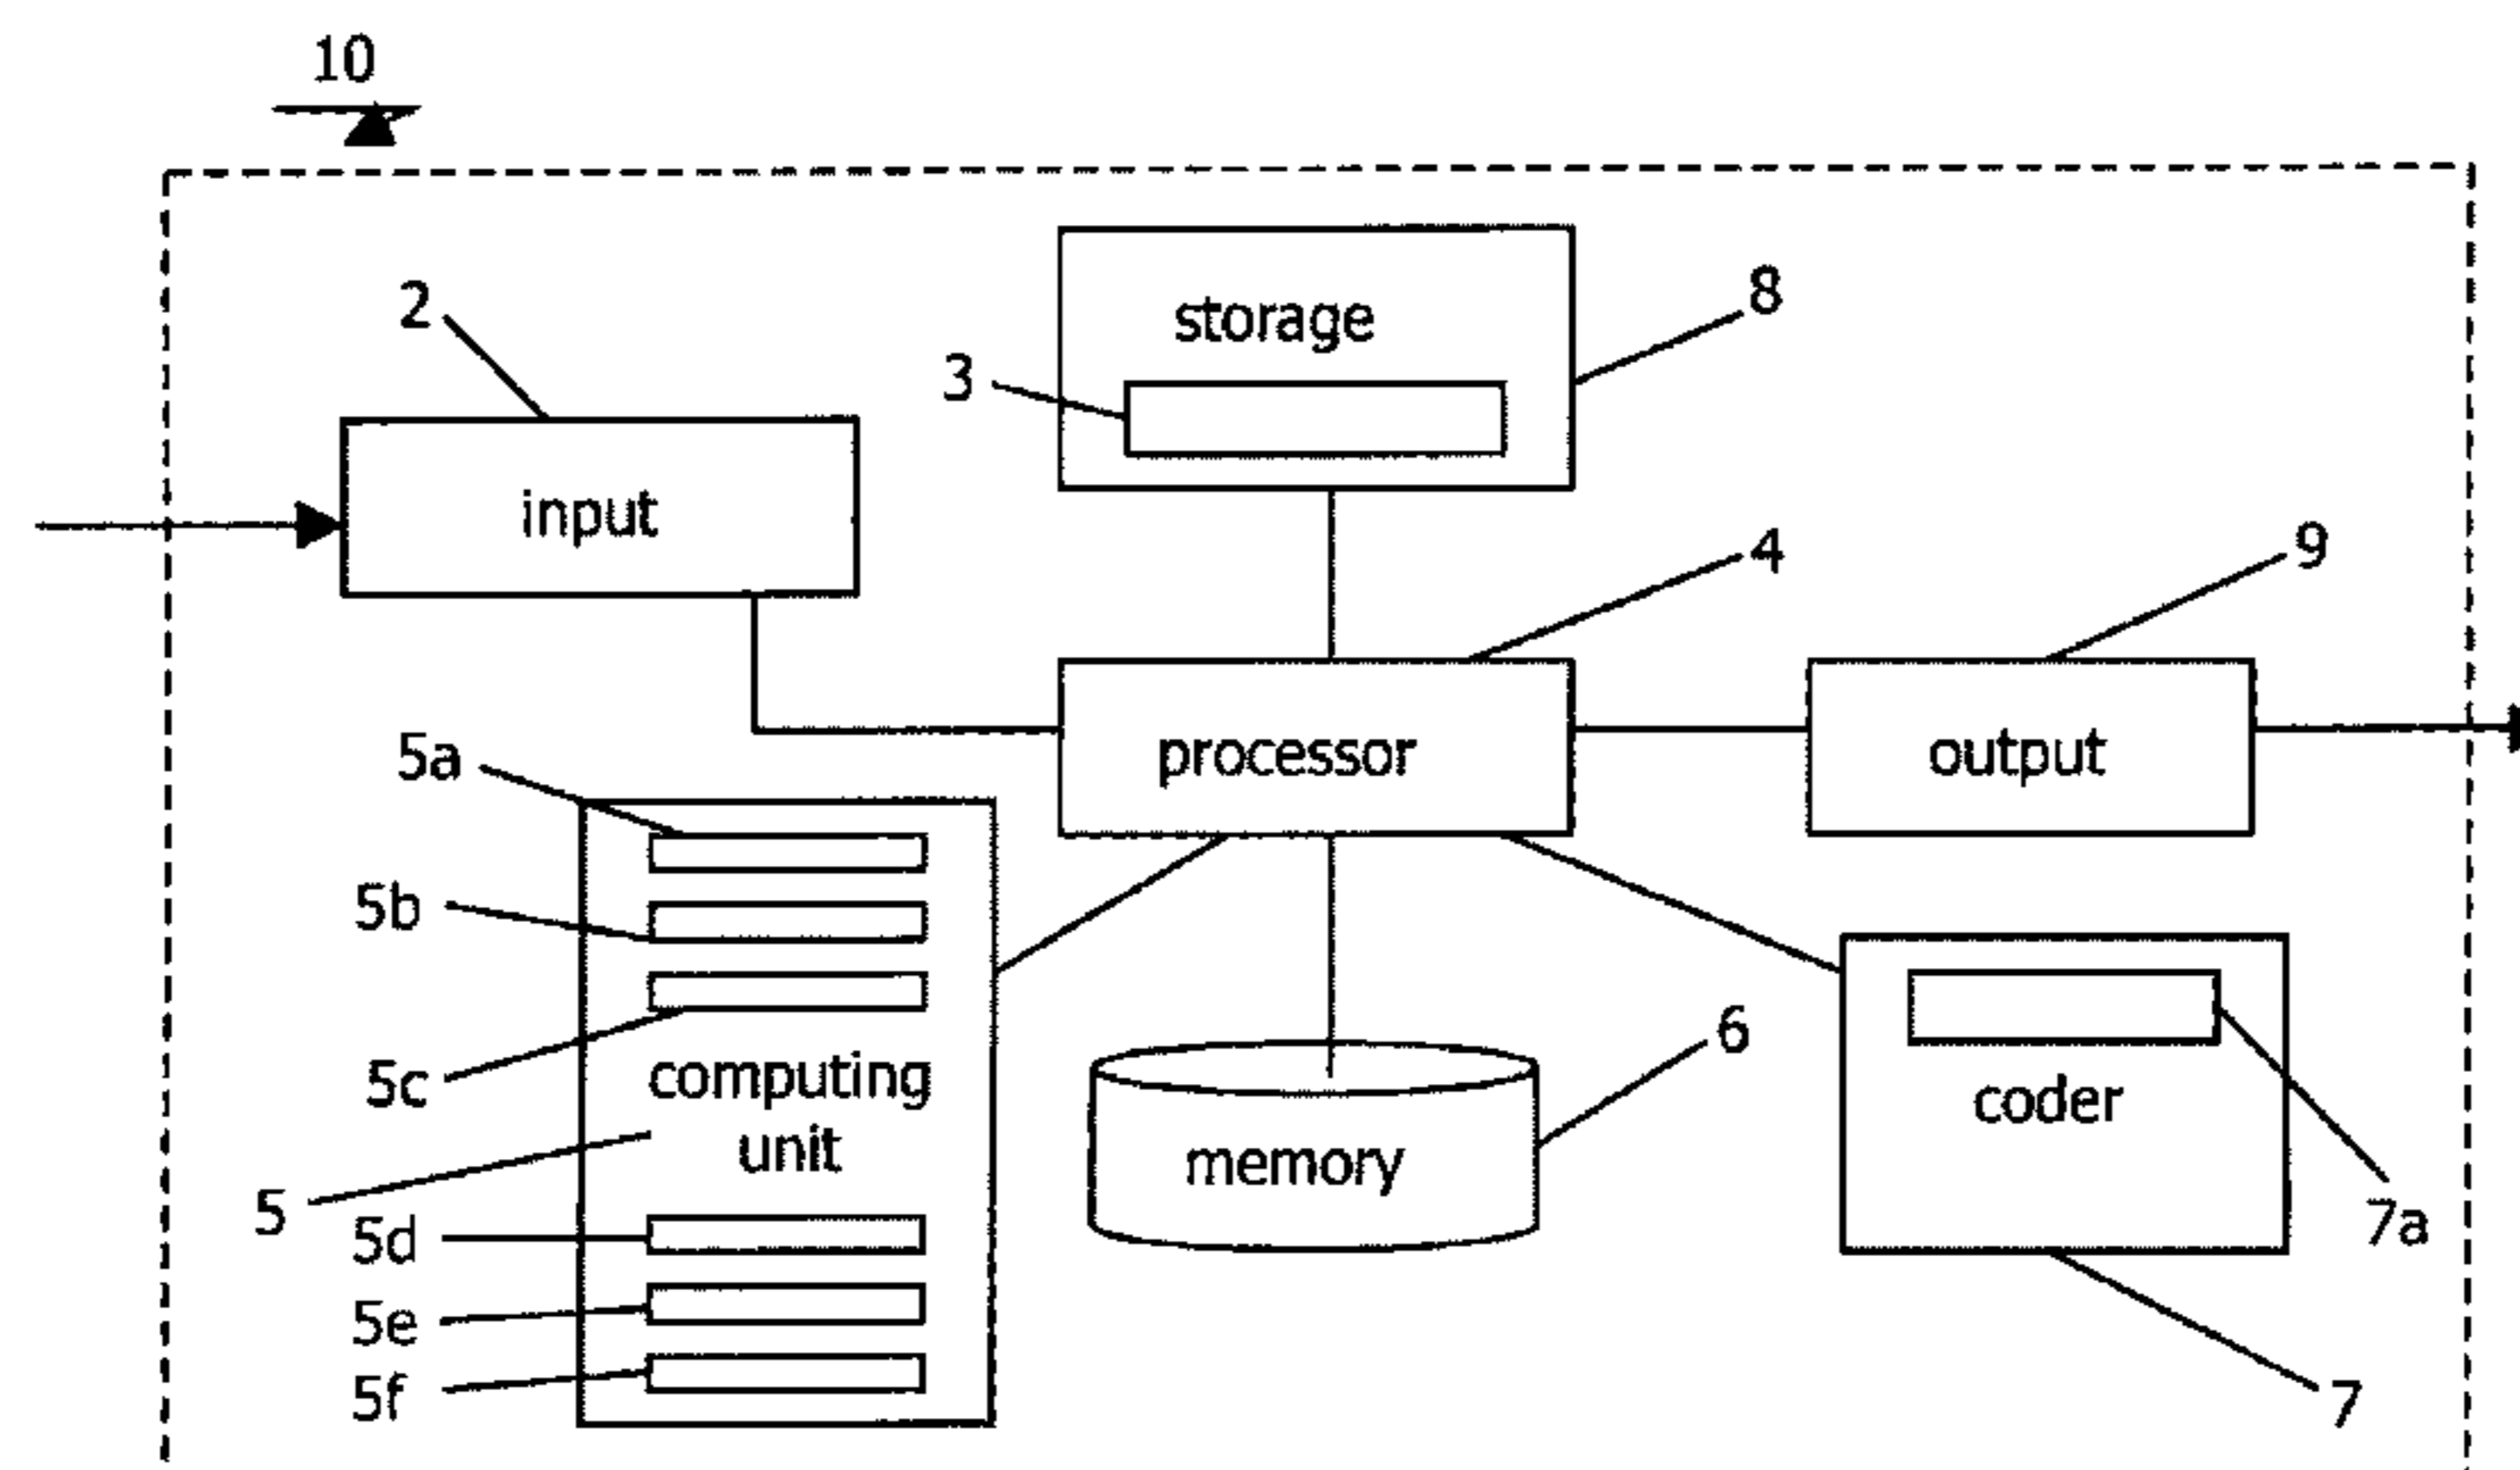 10
2
storage
8
3
input
4
9
processor
output
5a
5b
5c
computing
unit
5
6
memory
coder
7a
5d
5e
5f
7